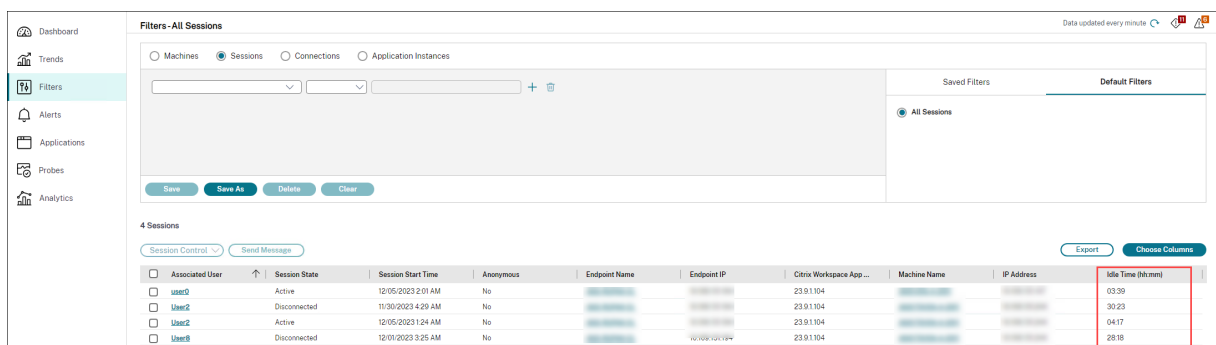 Dashboard
Trends
Filters
Alerts
Applications
Probes
Analytics
Filters - All Sessions
Data updated every minute 11 6
Machines Sessions Connections Application Instances
Saved Filters Default Filters
All Sessions
Save Save As Delete Clear
4 Sessions
Session Control Send Message Export Choose Columns
Associated User Session State Session Start Time Anonymous Endpoint Name Endpoint IP Citrix Workspace App ... Machine Name IP Address Idle Time (hh:mm)
user0 Active 12/05/2023 2:01 AM No 23.9.1.104 03:39
User2 Disconnected 11/30/2023 4:29 AM No 23.9.1.104 30:23
User2 Active 12/05/2023 1:24 AM No 23.9.1.104 04:17
User8 Disconnected 12/01/2023 3:25 AM No 23.9.1.104 28:18